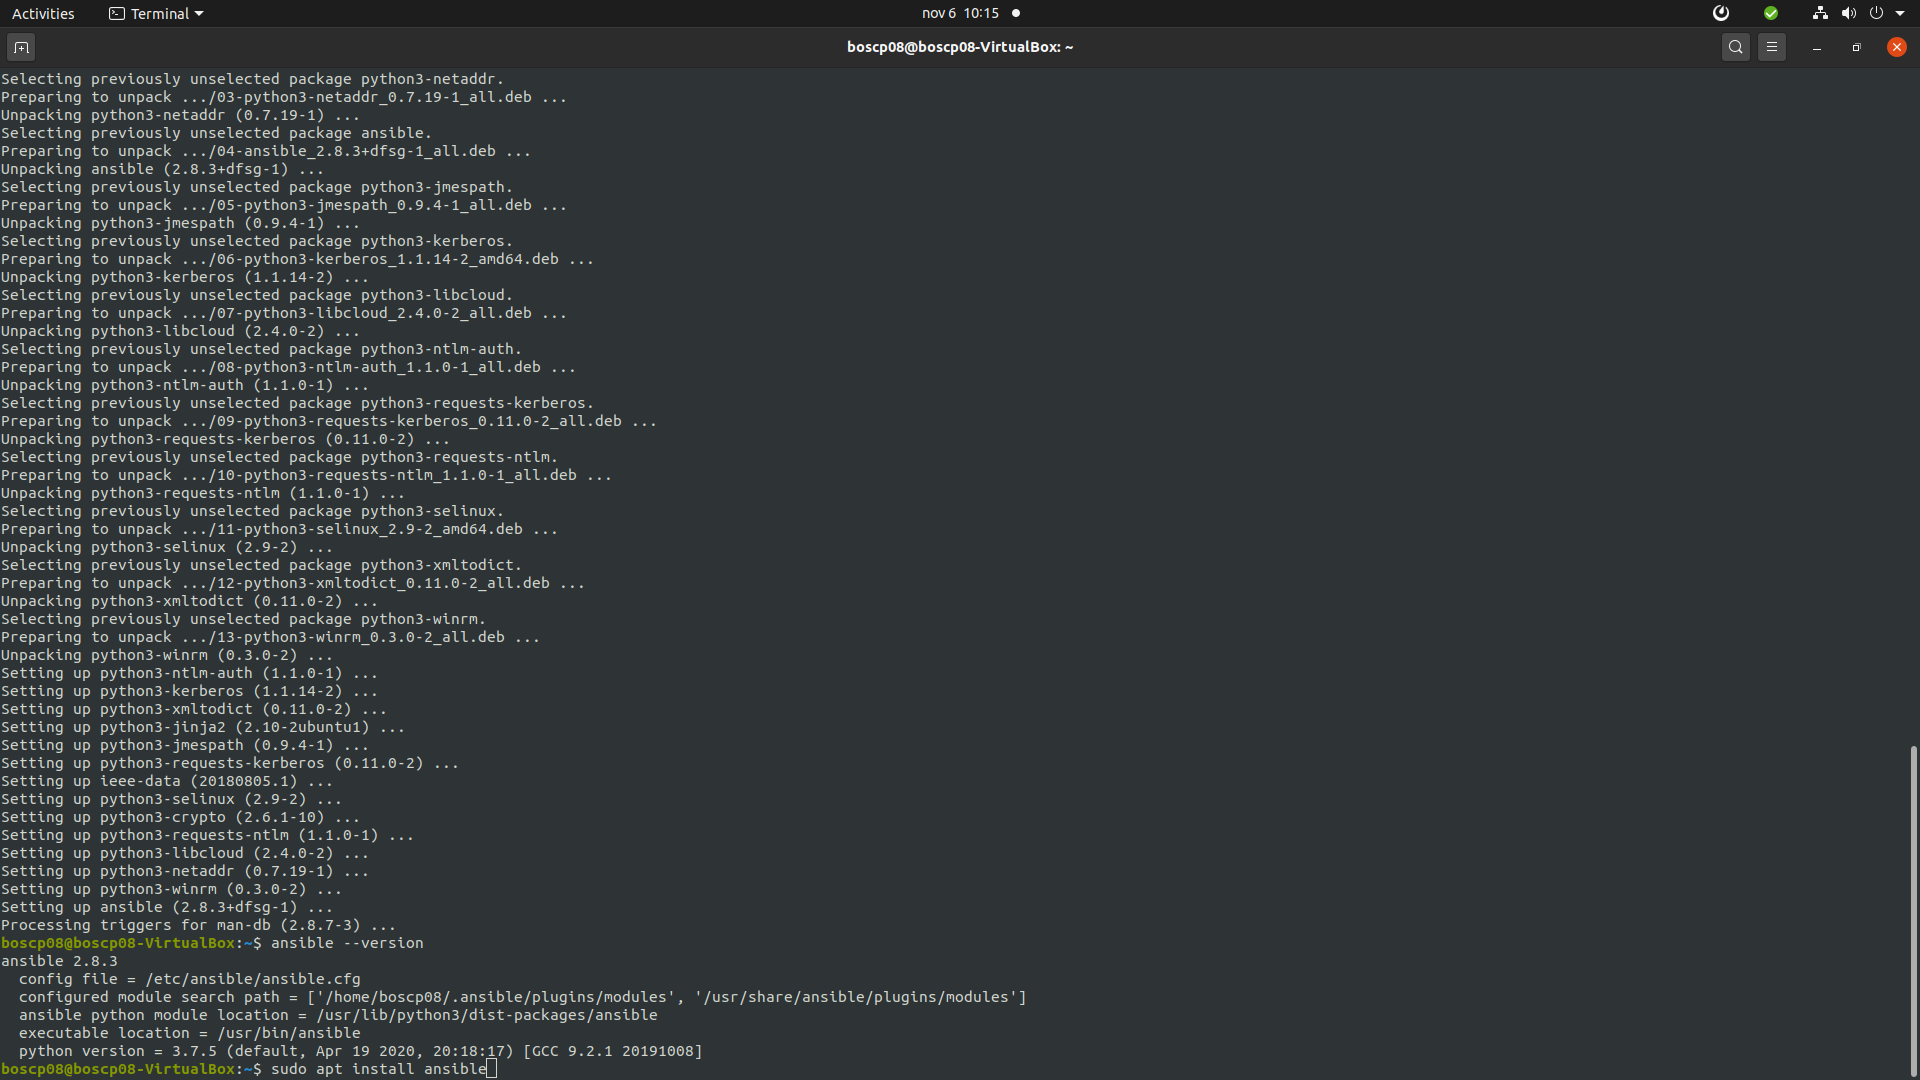 Activities
Terminal
nov 6 10:15
boscp08@boscp08-VirtualBox: ~
Selecting previously unselected package python3-netaddr.
Preparing to unpack .../03-python3-netaddr_0.7.19-1_all.deb ...
Unpacking python3-netaddr (0.7.19-1) ...
Selecting previously unselected package ansible.
Preparing to unpack .../04-ansible_2.8.3+dfsg-1_all.deb ...
Unpacking ansible (2.8.3+dfsg-1) ...
Selecting previously unselected package python3-jmespath.
Preparing to unpack .../05-python3-jmespath_0.9.4-1_all.deb ...
Unpacking python3-jmespath (0.9.4-1) ...
Selecting previously unselected package python3-kerberos.
Preparing to unpack .../06-python3-kerberos_1.1.14-2_amd64.deb ...
Unpacking python3-kerberos (1.1.14-2) ...
Selecting previously unselected package python3-libcloud.
Preparing to unpack .../07-python3-libcloud_2.4.0-2_all.deb ...
Unpacking python3-libcloud (2.4.0-2) ...
Selecting previously unselected package python3-ntlm-auth.
Preparing to unpack .../08-python3-ntlm-auth_1.1.0-1_all.deb ...
Unpacking python3-ntlm-auth (1.1.0-1) ...
Selecting previously unselected package python3-requests-kerberos.
Preparing to unpack .../09-python3-requests-kerberos_0.11.0-2_all.deb ...
Unpacking python3-requests-kerberos (0.11.0-2) ...
Selecting previously unselected package python3-requests-ntlm.
Preparing to unpack .../10-python3-requests-ntlm_1.1.0-1_all.deb ...
Unpacking python3-requests-ntlm (1.1.0-1) ...
Selecting previously unselected package python3-selinux.
Preparing to unpack .../11-python3-selinux_2.9-2_amd64.deb ...
Unpacking python3-selinux (2.9-2) ...
Selecting previously unselected package python3-xmltodict.
Preparing to unpack .../12-python3-xmltodict_0.11.0-2_all.deb ...
Unpacking python3-xmltodict (0.11.0-2) ...
Selecting previously unselected package python3-winrm.
Preparing to unpack .../13-python3-winrm_0.3.0-2_all.deb ...
Unpacking python3-winrm (0.3.0-2) ...
Setting up python3-ntlm-auth (1.1.0-1) ...
Setting up python3-kerberos (1.1.14-2) ...
Setting up python3-xmltodict (0.11.0-2) ...
Setting up python3-jinja2 (2.10-2ubuntu1) ...
Setting up python3-jmespath (0.9.4-1) ...
Setting up python3-requests-kerberos (0.11.0-2) ...
Setting up ieee-data (20180805.1) ...
Setting up python3-selinux (2.9-2) ...
Setting up python3-crypto (2.6.1-10) ...
Setting up python3-requests-ntlm (1.1.0-1) ...
Setting up python3-libcloud (2.4.0-2) ...
Setting up python3-netaddr (0.7.19-1) ...
Setting up python3-winrm (0.3.0-2) ...
Setting up ansible (2.8.3+dfsg-1) ...
Processing triggers for man-db (2.8.7-3) ...
boscp08@boscp08-VirtualBox:~$ ansible --version
ansible 2.8.3
  config file = /etc/ansible/ansible.cfg
  configured module search path = ['/home/boscp08/.ansible/plugins/modules', '/usr/share/ansible/plugins/modules']
  ansible python module location = /usr/lib/python3/dist-packages/ansible
  executable location = /usr/bin/ansible
  python version = 3.7.5 (default, Apr 19 2020, 20:18:17) [GCC 9.2.1 20191008]
boscp08@boscp08-VirtualBox:~$ sudo apt install ansible